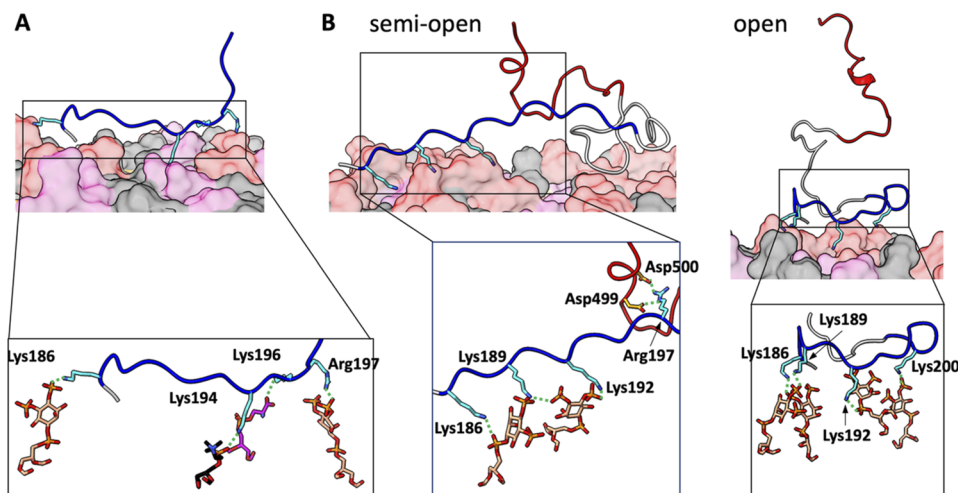 A
B
semi-open
open
Lys186
Lys196
Arg197
Lys194
Asp500
Asp499
Lys189
Arg197
Lys192
Lys186
Lys189
Lys186
Lys200
Lys192